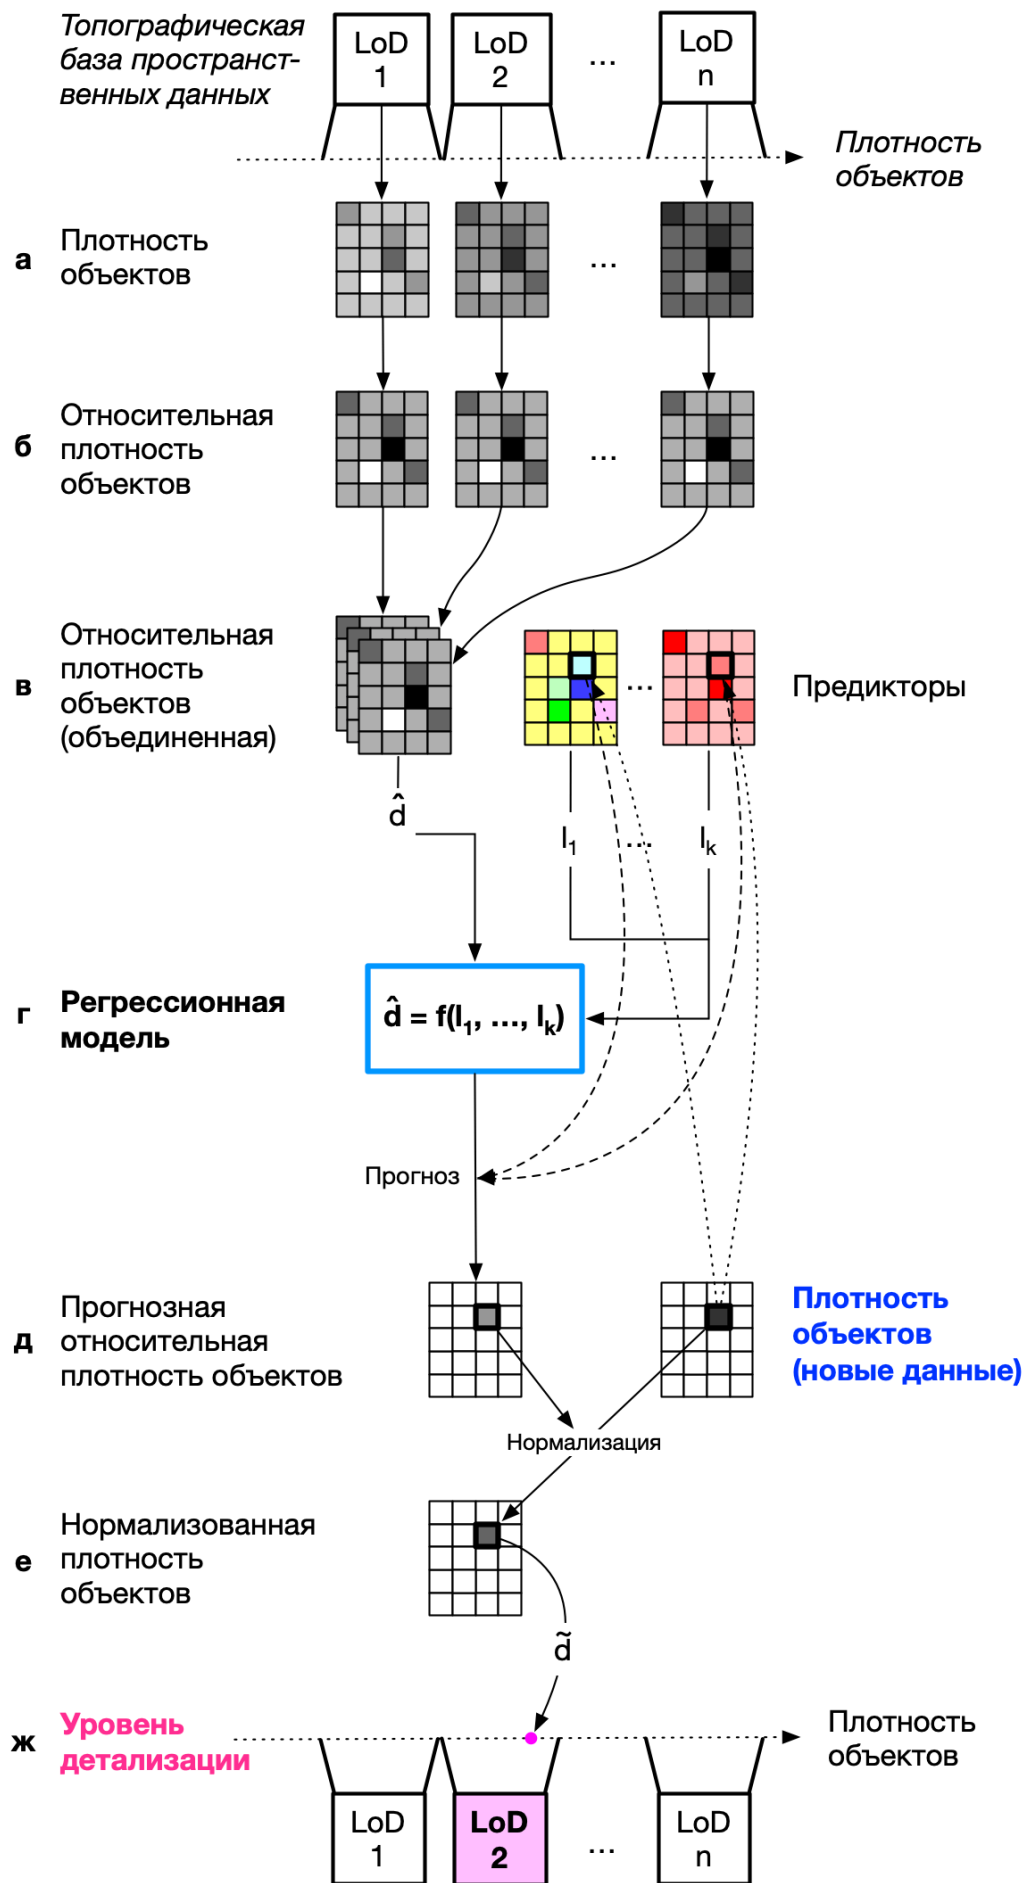 Топографическая
база пространст-
венных данных
LoD
1
LoD
2
...
LoD
n
Плотность
объектов
а
Плотность
объектов
...
б
Относительная
плотность
объектов
...
в
Относительная
плотность
объектов
(объединенная)
...
Предикторы
d̂
l₁
...
lₖ
г
Регрессионная
модель
d̂ = f(l₁, ..., lₖ)
Прогноз
д
Прогнозная
относительная
плотность объектов
Плотность
объектов
(новые данные)
Нормализация
е
Нормализованная
плотность
объектов
d̃
ж
Уровень
детализации
Плотность
объектов
LoD
1
LoD
2
...
LoD
n